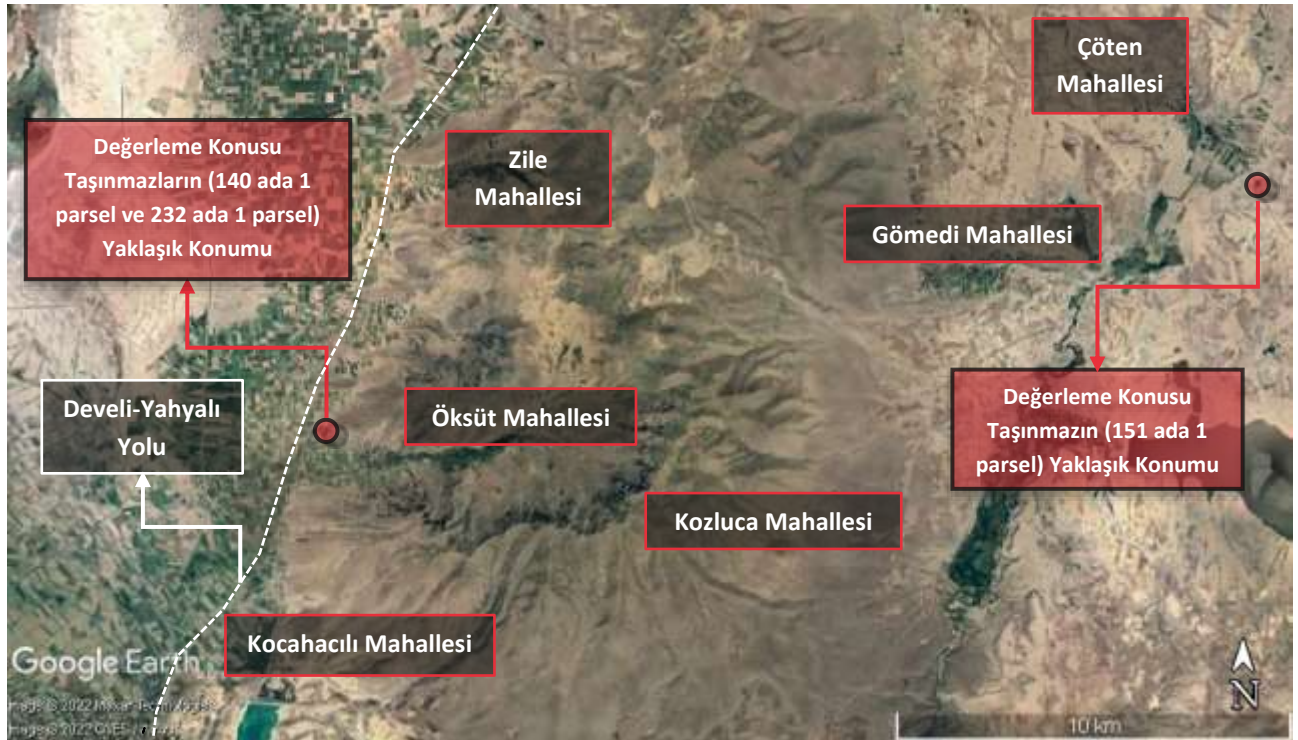 Çöten
Mahallesi
Değerleme Konusu
Taşınmazların (140 ada 1
parsel ve 232 ada 1 parsel)
Yaklaşık Konumu
Zile
Mahallesi
Gömedi Mahallesi
Develi-Yahyalı
Yolu
Öksüt Mahallesi
Değerleme Konusu
Taşınmazın (151 ada 1
parsel) Yaklaşık Konumu
Kozluca Mahallesi
Kocahacılı Mahallesi
Google Earth
N
10 km